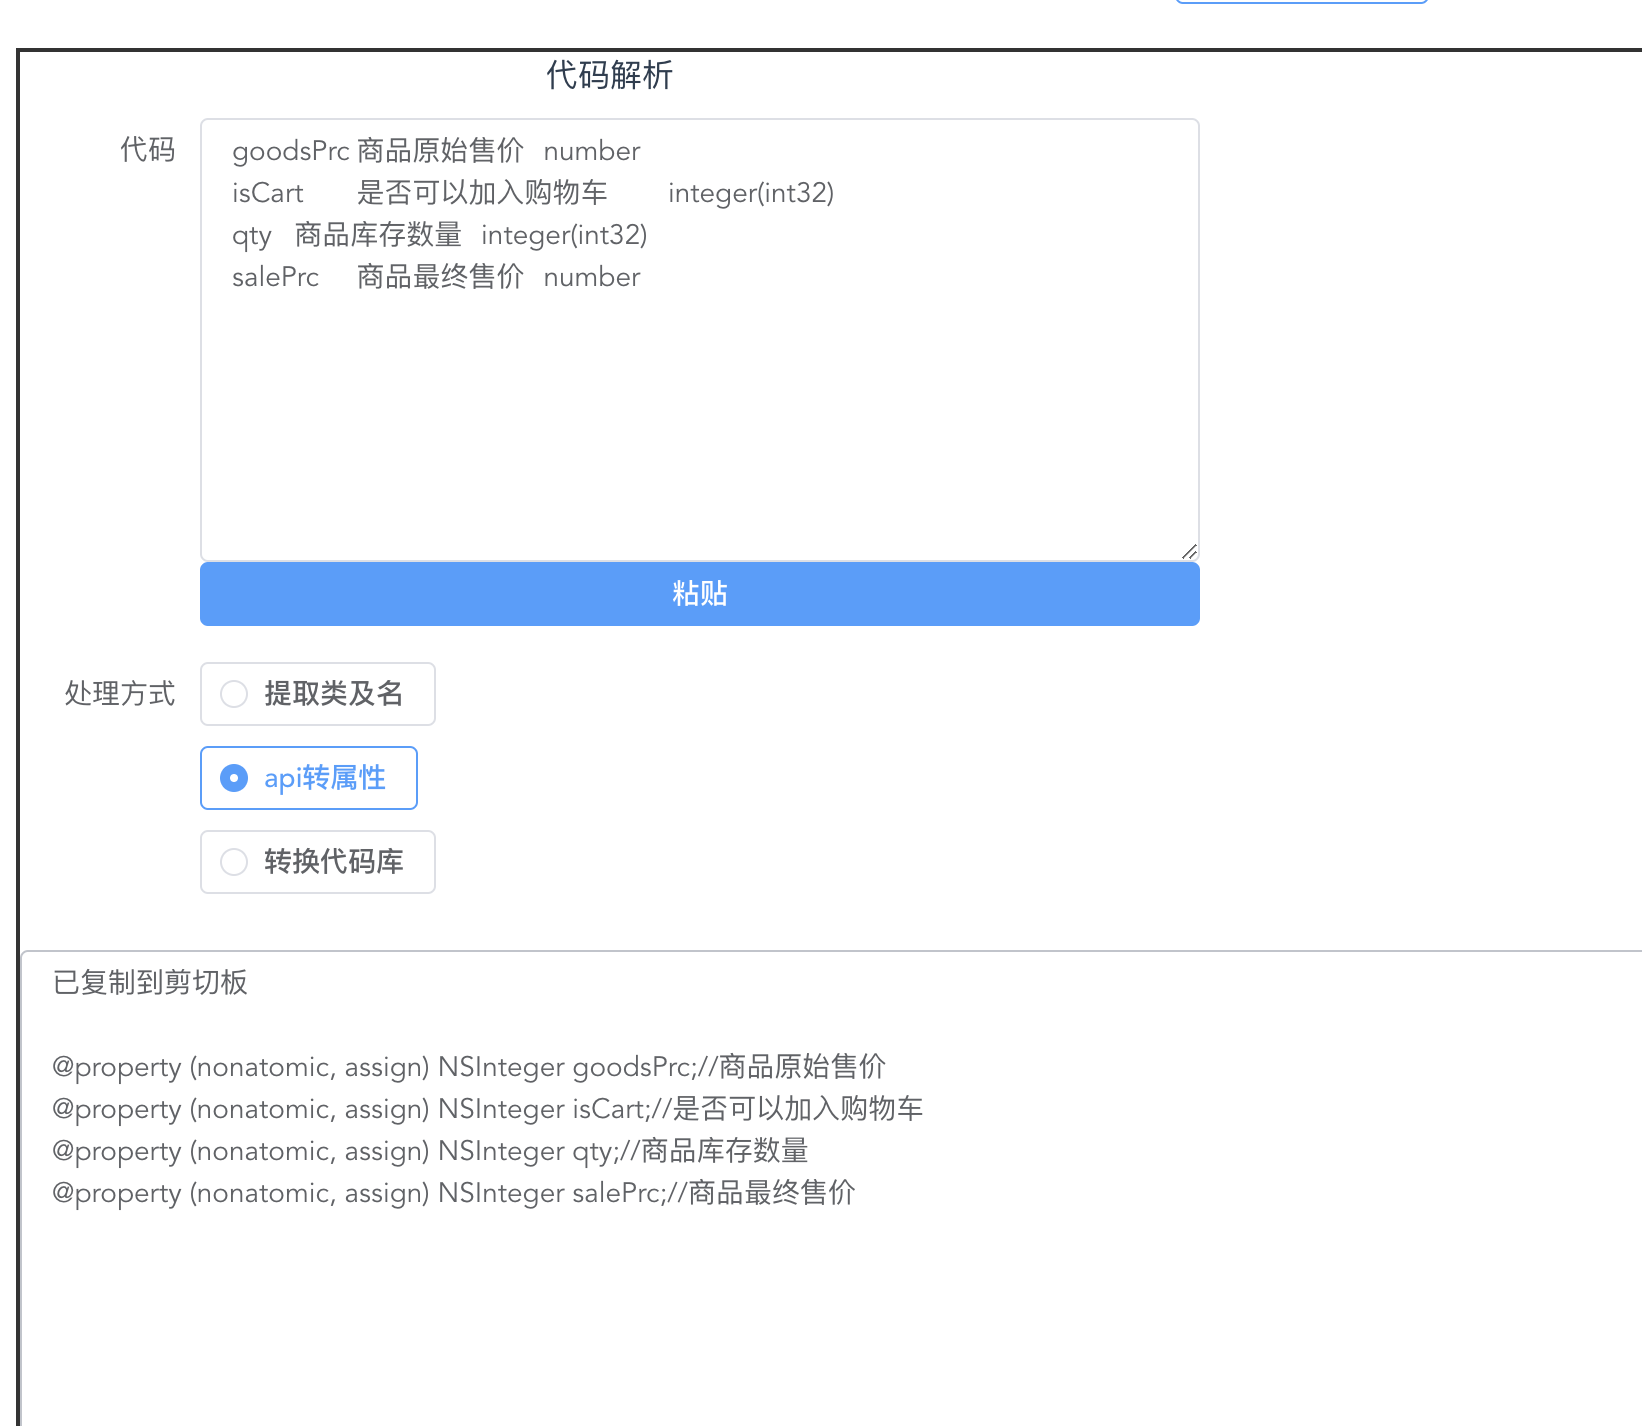 代码解析
代码
goodsPrc 商品原始售价 number
isCart 是否可以加入购物车 integer(int32)
qty 商品库存数量 integer(int32)
salePrc 商品最终售价 number
粘贴
处理方式
提取类及名
api转属性
转换代码库
已复制到剪切板
@property (nonatomic, assign) NSInteger goodsPrc;//商品原始售价
@property (nonatomic, assign) NSInteger isCart;//是否可以加入购物车
@property (nonatomic, assign) NSInteger qty;//商品库存数量
@property (nonatomic, assign) NSInteger salePrc;//商品最终售价